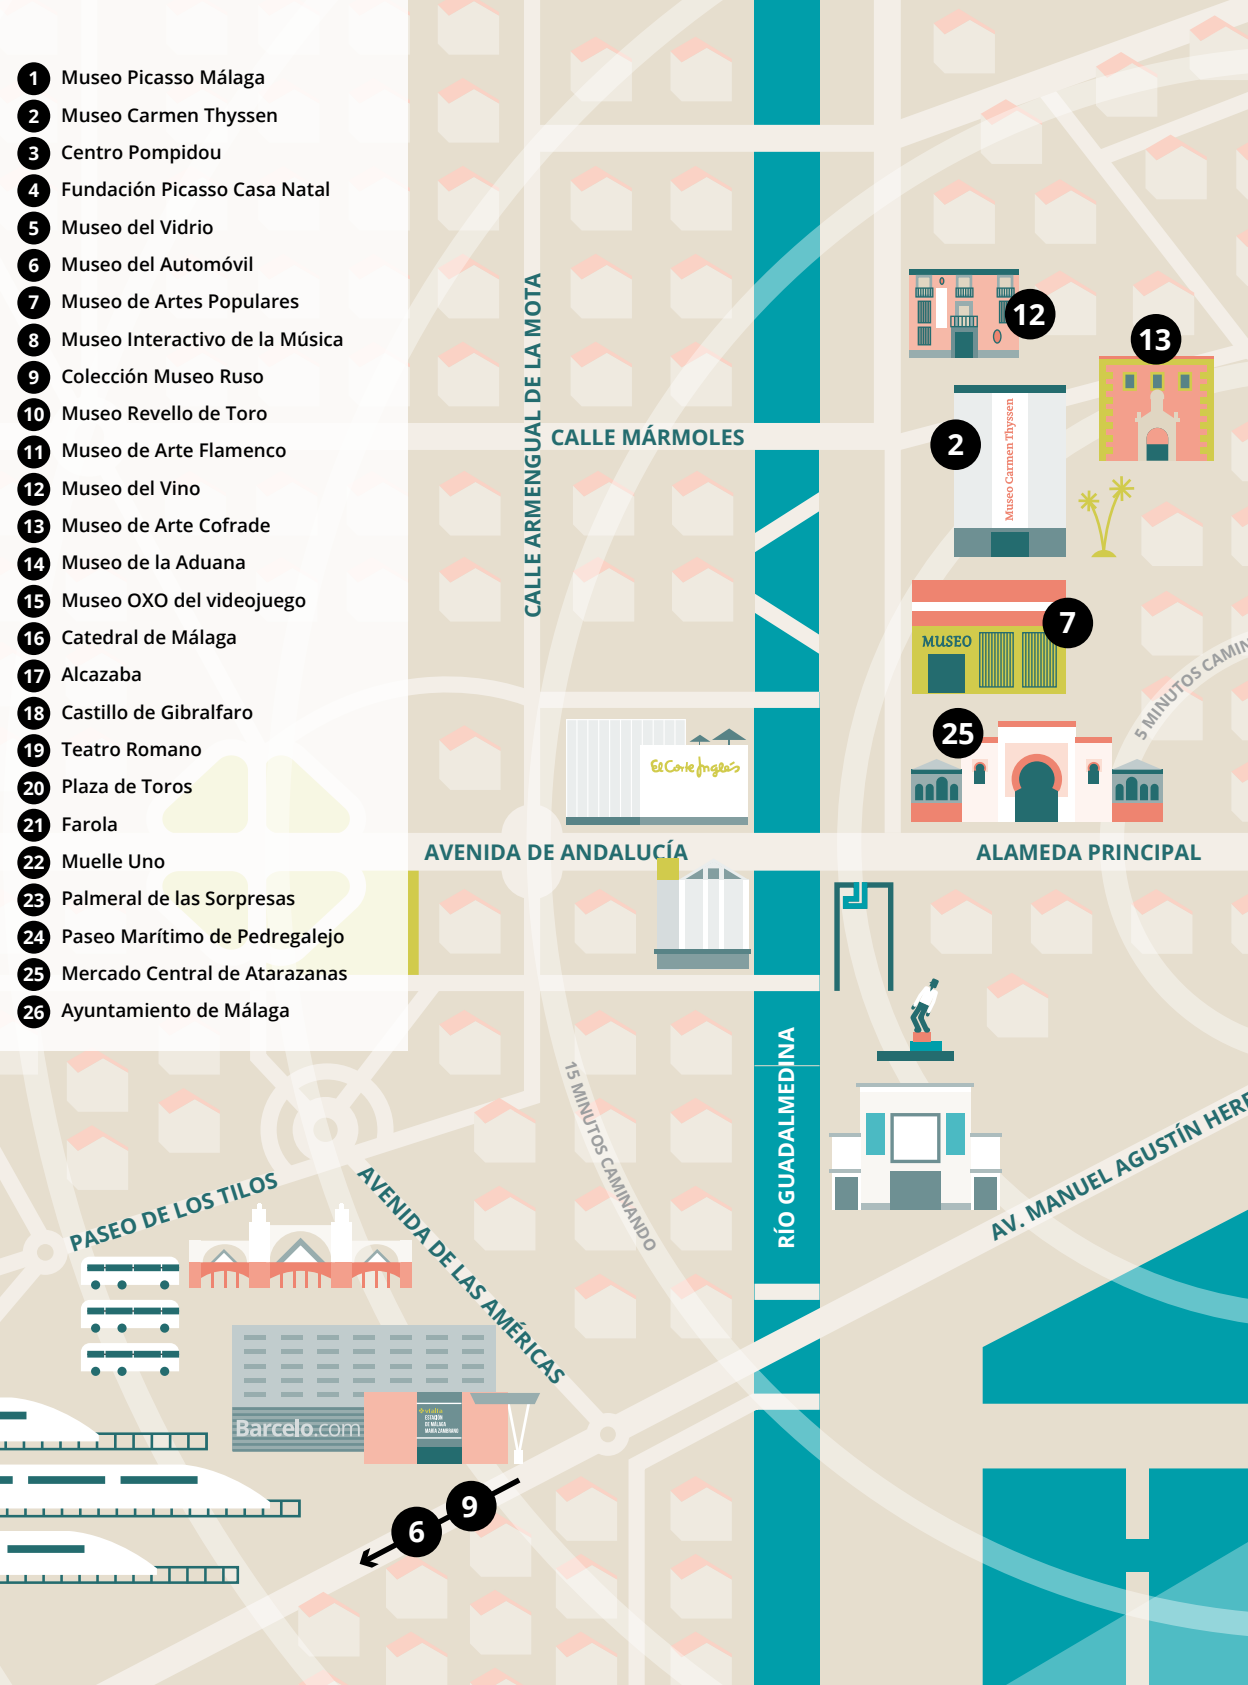 1 Museo Picasso Málaga
2 Museo Carmen Thyssen
3 Centro Pompidou
4 Fundación Picasso Casa Natal
5 Museo del Vidrio
6 Museo del Automóvil
7 Museo de Artes Populares
8 Museo Interactivo de la Música
9 Colección Museo Ruso
10 Museo Revello de Toro
11 Museo de Arte Flamenco
12 Museo del Vino
13 Museo de Arte Cofrade
14 Museo de la Aduana
15 Museo OXO del videojuego
16 Catedral de Málaga
17 Alcazaba
18 Castillo de Gibralfaro
19 Teatro Romano
20 Plaza de Toros
21 Farola
22 Muelle Uno
23 Palmeral de las Sorpresas
24 Paseo Marítimo de Pedregalejo
25 Mercado Central de Atarazanas
26 Ayuntamiento de Málaga
CALLE ARMENGUAL DE LA MOTA
CALLE MÁRMOLES
12
13
2
Museo Carmen Thyssen
7
MUSEO
5 MINUTOS CAMIN
25
El Corte Inglés
AVENIDA DE ANDALUCÍA
ALAMEDA PRINCIPAL
RÍO GUADALMEDINA
15 MINUTOS CAMINANDO
AV. MANUEL AGUSTÍN HERE
PASEO DE LOS TILOS
AVENIDA DE LAS AMÉRICAS
Barcelo.com
vialia
ESTACIÓN
DE MÁLAGA
MARÍA ZAMBRANO
9
6